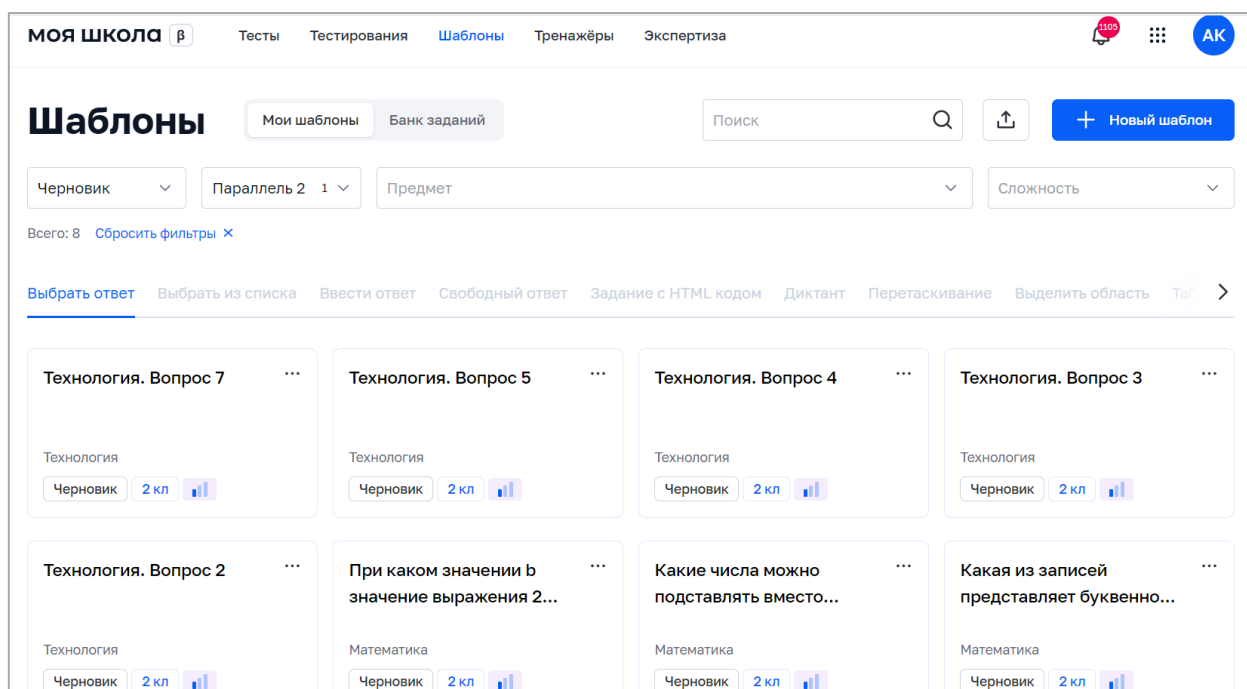 моя школа β Тесты Тестирования Шаблоны Тренажёры Экспертиза 1105 АК
Шаблоны Мои шаблоны Банк заданий Поиск Новый шаблон
Черновик Параллель 2 1 Предмет Сложность
Всего: 8 Сбросить фильтры
Выбрать ответ Выбрать из списка Ввести ответ Свободный ответ Задание с HTML кодом Диктант Перетаскивание Выделить область Таб
Технология. Вопрос 7 Технология. Вопрос 5 Технология. Вопрос 4 Технология. Вопрос 3
Технология Технология Технология Технология
Черновик 2 кл Черновик 2 кл Черновик 2 кл Черновик 2 кл
Технология. Вопрос 2 При каком значении b Какие числа можно Какая из записей
значение выражения 2... подставлять вместо... представляет буквенно...
Технология Математика Математика Математика
Черновик 2 кл Черновик 2 кл Черновик 2 кл Черновик 2 кл